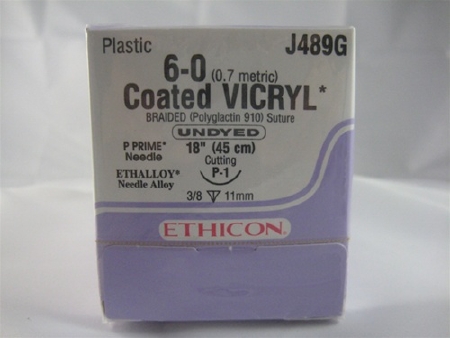 Plastic J489G
6-0 (0.7 metric)
Coated VICRYL*
BRAIDED (Polyglactin 910) Suture
UNDYED
P PRIME* Needle 18" (45 cm)
Cutting
ETHALLOY* Needle Alloy P-1
3/8 11mm
ETHICON